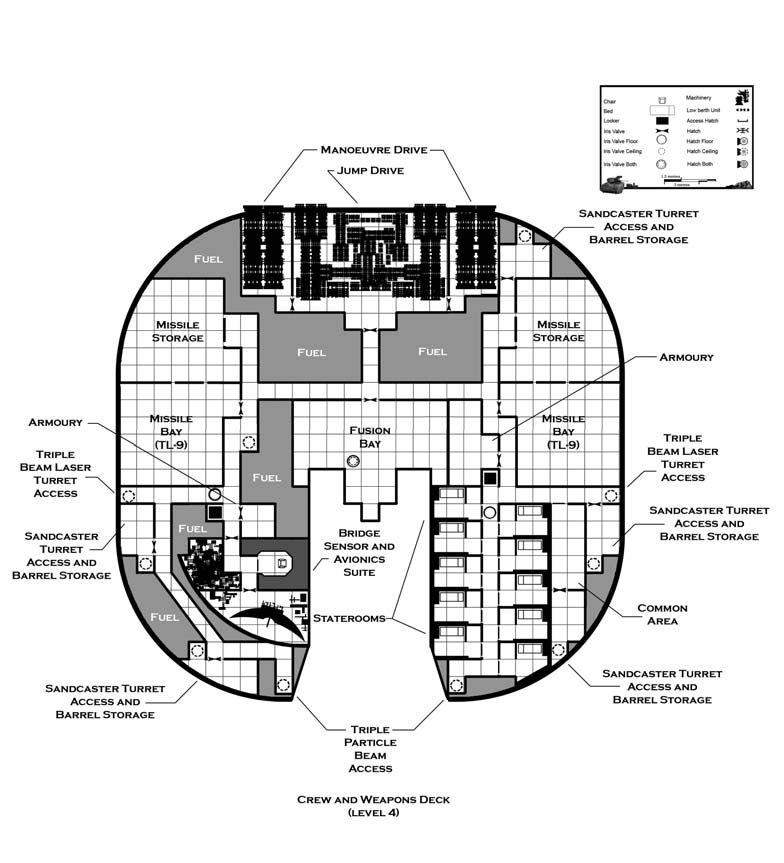 Chair
Machinery
Bed
Low berth Unit
Locker
Access Hatch
Iris Valve
Hatch
Iris Valve Floor
Hatch Floor
Iris Valve Ceiling
Hatch Ceiling
Iris Valve Both
Hatch Both
1.5 metres
3 metres
Manoeuvre Drive
Jump Drive
Sandcaster Turret
Access and
Barrel Storage
Fuel
Missile
Storage
Missile
Storage
Fuel
Fuel
Armoury
Armoury
Missile
Bay
(TL-9)
Fusion
Bay
Missile
Bay
(TL-9)
Triple
Beam Laser
Turret
Access
Triple
Beam Laser
Turret
Access
Fuel
Sandcaster Turret
Access and
Barrel Storage
Fuel
Sandcaster
Turret
Access and
Barrel Storage
Bridge
Sensor and
Avionics
Suite
Fuel
Staterooms
Common
Area
Sandcaster Turret
Access and
Barrel Storage
Sandcaster Turret
Access and
Barrel Storage
Triple
Particle
Beam
Access
Crew and Weapons Deck
(level 4)